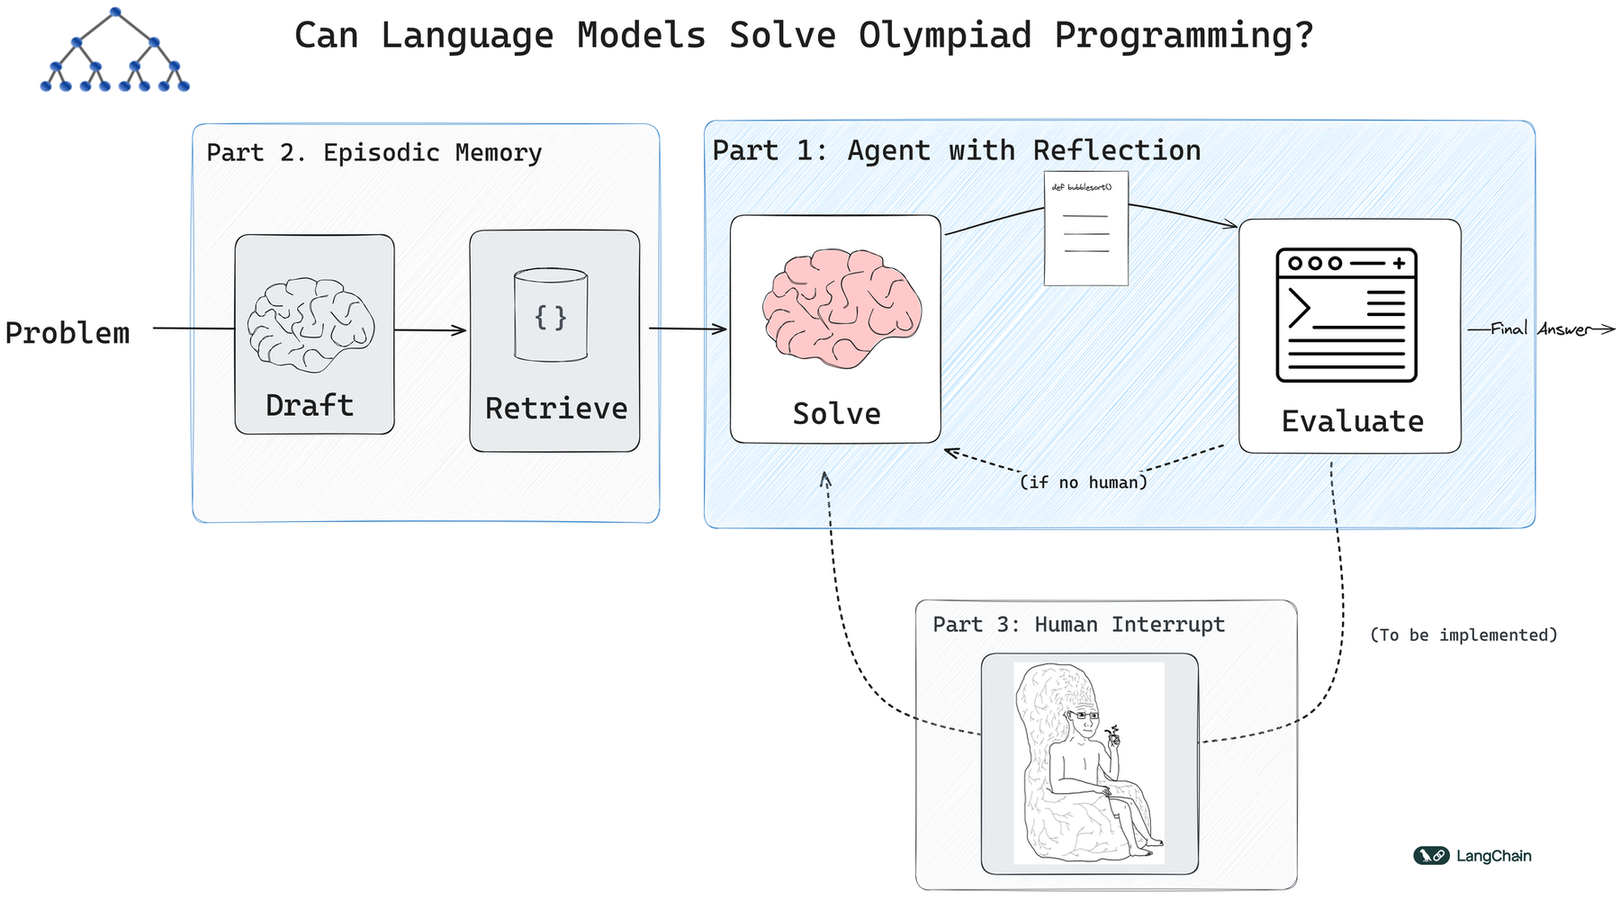 Can Language Models Solve Olympiad Programming?
Part 2. Episodic Memory
Part 1: Agent with Reflection
def bubblesort()
{}
Problem
Final Answer
Draft
Retrieve
Solve
Evaluate
(if no human)
Part 3: Human Interrupt
(To be implemented)
LangChain